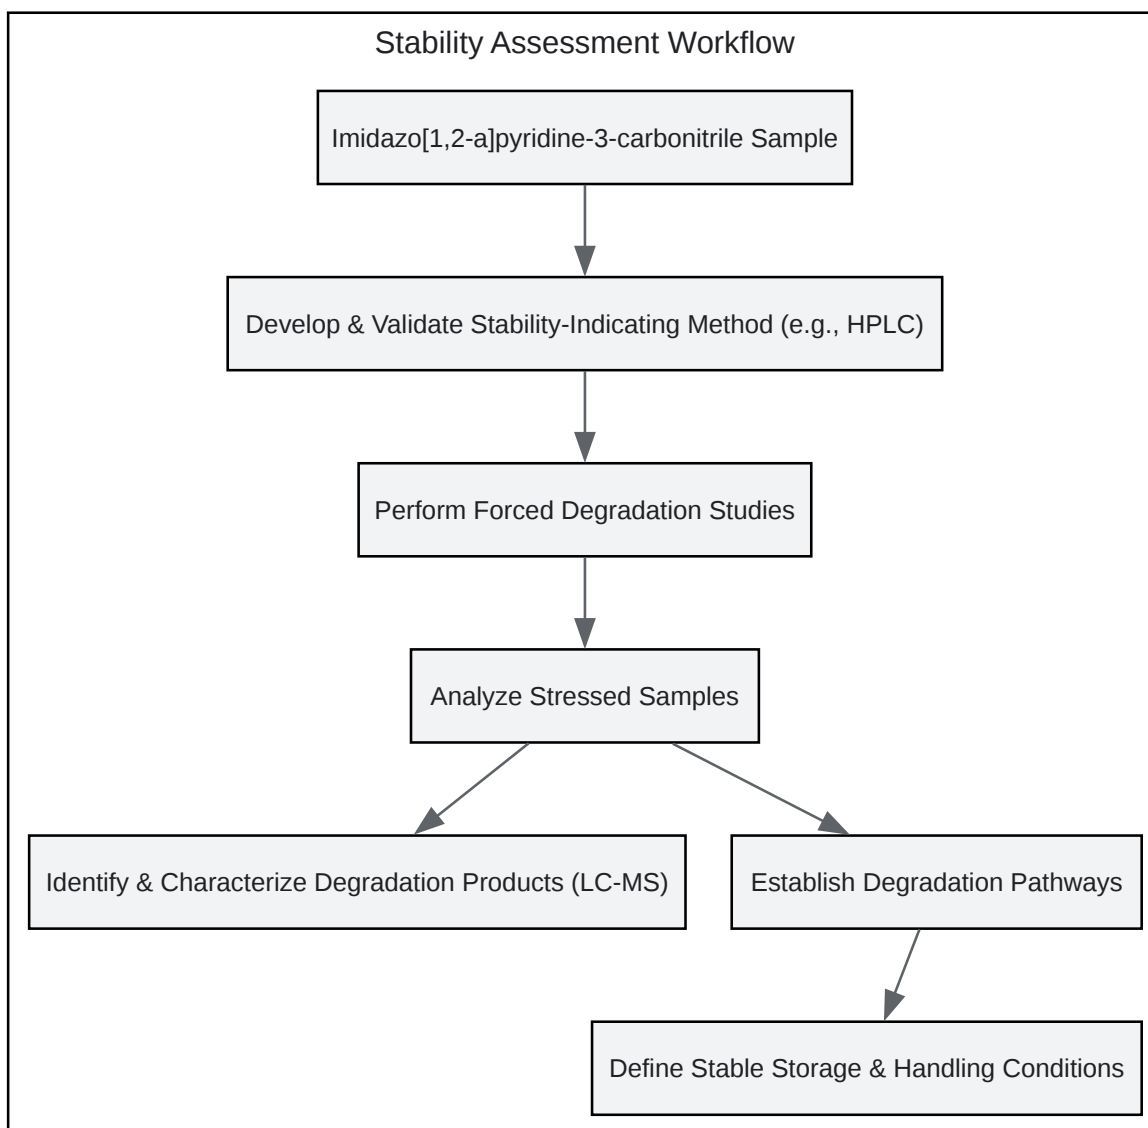 Stability Assessment Workflow
Imidazo[1,2-a]pyridine-3-carbonitrile Sample
Develop & Validate Stability-Indicating Method (e.g., HPLC)
Perform Forced Degradation Studies
Analyze Stressed Samples
Identify & Characterize Degradation Products (LC-MS)
Establish Degradation Pathways
Define Stable Storage & Handling Conditions